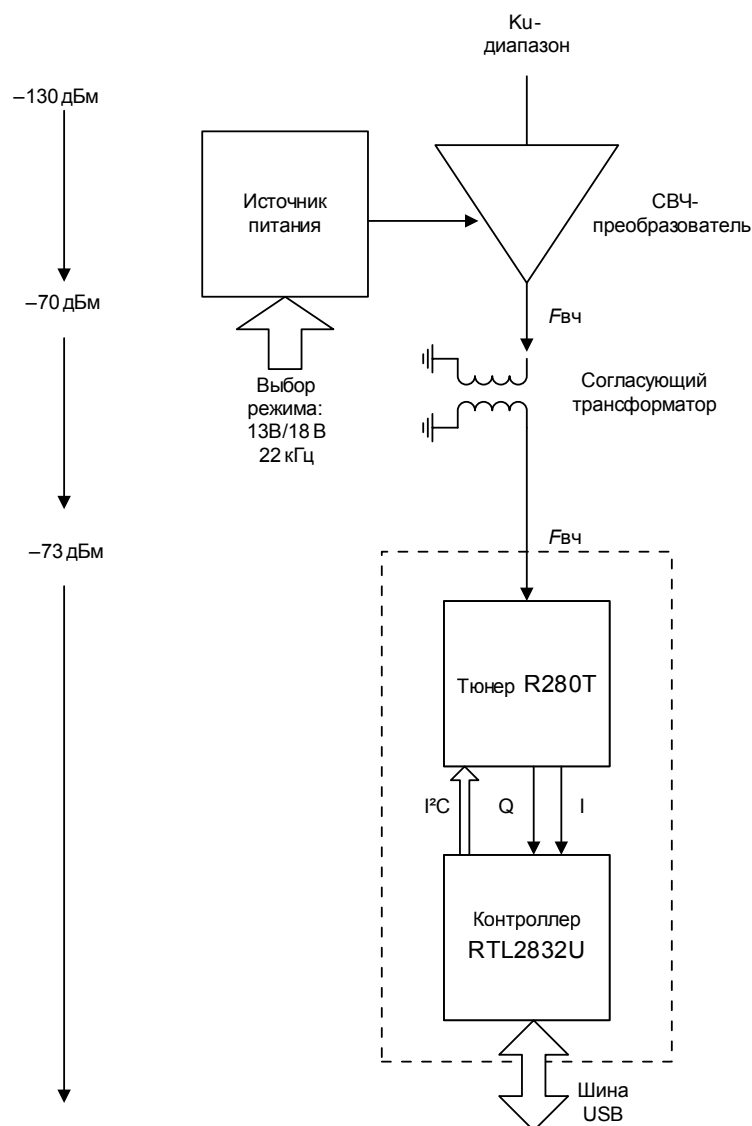 Ku-
диапазон
–130 дБм
Источник
питания
СВЧ-
преобразователь
–70 дБм
Fвч
Выбор
режима:
13В/18 В
22 кГц
Согласующий
трансформатор
–73 дБм
Fвч
Тюнер R280T
I²C
Q
I
Контроллер
RTL2832U
Шина
USB